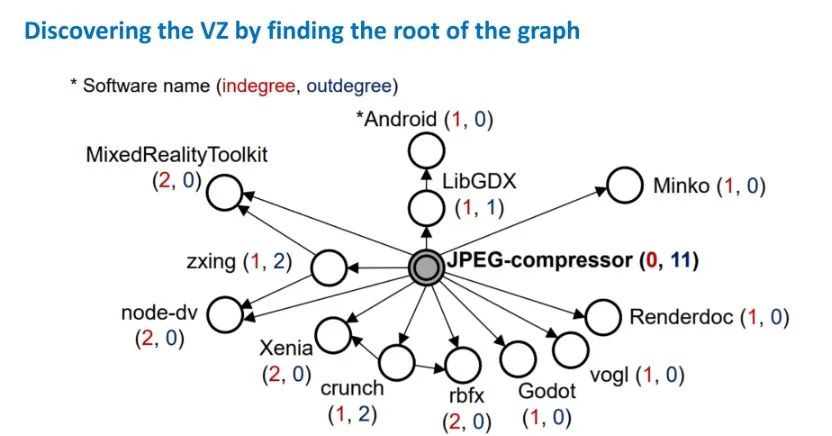 Discovering the VZ by finding the root of the graph
* Software name (indegree, outdegree)
*Android (1, 0)
MixedRealityToolkit
(2, 0)
LibGDX
(1, 1)
Minko (1, 0)
zxing (1, 2)
JPEG-compressor (0, 11)
node-dv
(2, 0)
Renderdoc (1, 0)
Xenia
(2, 0)
crunch
(1, 2)
rbfx
(2, 0)
Godot
(1, 0)
vogl (1, 0)